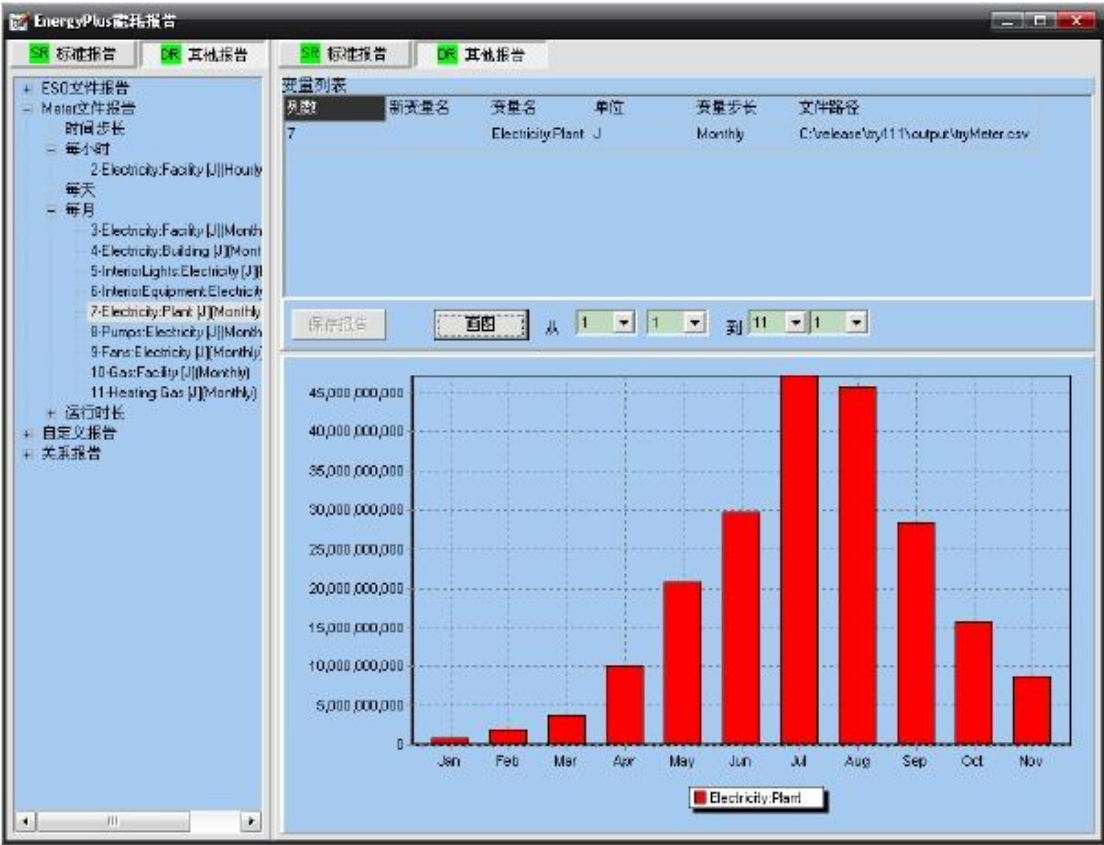 EnergyPlus能耗报告
SR 标准报告
DR 其他报告
ESO文件报告
Meter文件报告
时间步长
每小时
2-Electricity:Facility [J](Hourly
每天
每月
3-Electricity:Facility [J](Month
4-Electricity:Building [J](Mont
5-InteriorLights:Electricity [J](
6-InteriorEquipment:Electricit
7-Electricity:Plant [J](Monthly
8-Pumps:Electricity [J](Month
9-Fans:Electricity [J](Monthly)
10-Gas:Facility [J](Monthly)
11-Heating:Gas [J](Monthly)
运行时长
自定义报告
关系报告
SR 标准报告
DR 其他报告
变量列表
列数 新变量名 变量名 单位 变量步长 文件路径
7 Electricity:Plant J Monthly C:\release\try111\output\tryMeter.csv
保存报告 画图 从 1 1 到 11 1
45,000,000,000
40,000,000,000
35,000,000,000
30,000,000,000
25,000,000,000
20,000,000,000
15,000,000,000
10,000,000,000
5,000,000,000
0
Jan Feb Mar Apr May Jun Jul Aug Sep Oct Nov
Electricity:Plant